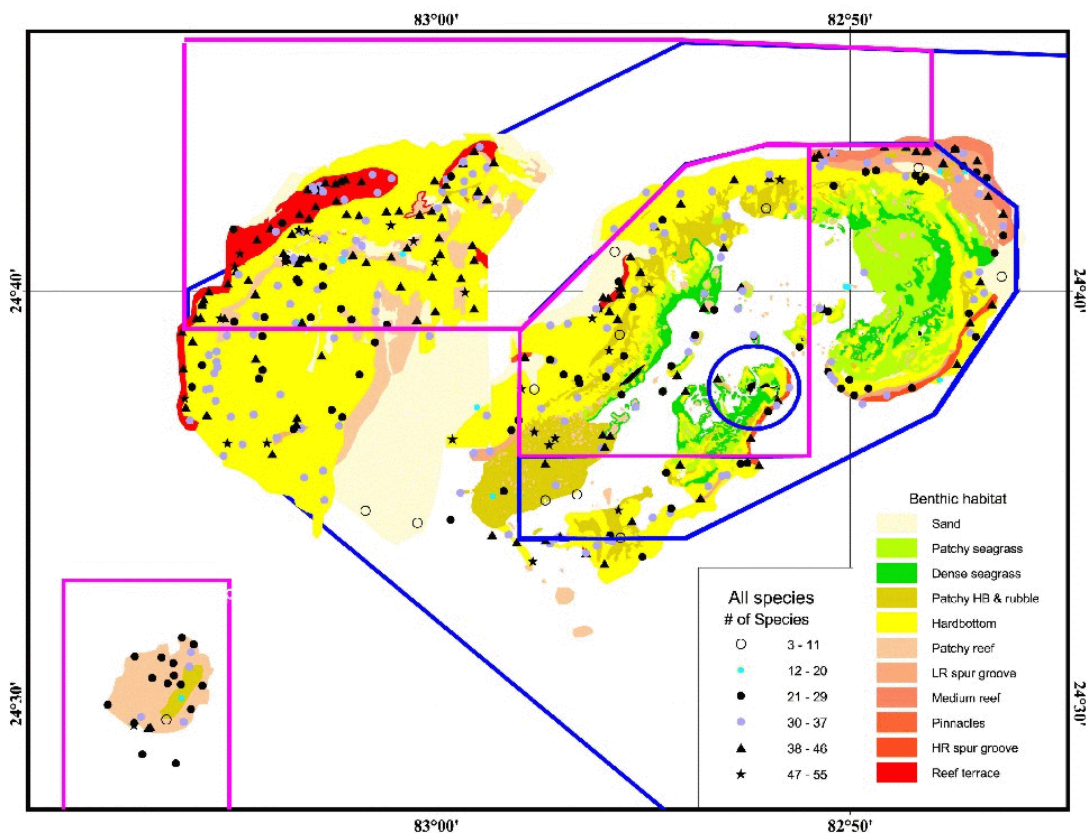 83°00' 82°50'
24°40' 24°40'
Benthic habitat
Sand
Patchy seagrass
Dense seagrass
Patchy HB & rubble
Hardbottom
Patchy reef
LR spur groove
Medium reef
Pinnacles
HR spur groove
Reef terrace
All species
# of Species
3 - 11
12 - 20
21 - 29
30 - 37
38 - 46
47 - 55
24°30' 24°30'
83°00' 82°50'